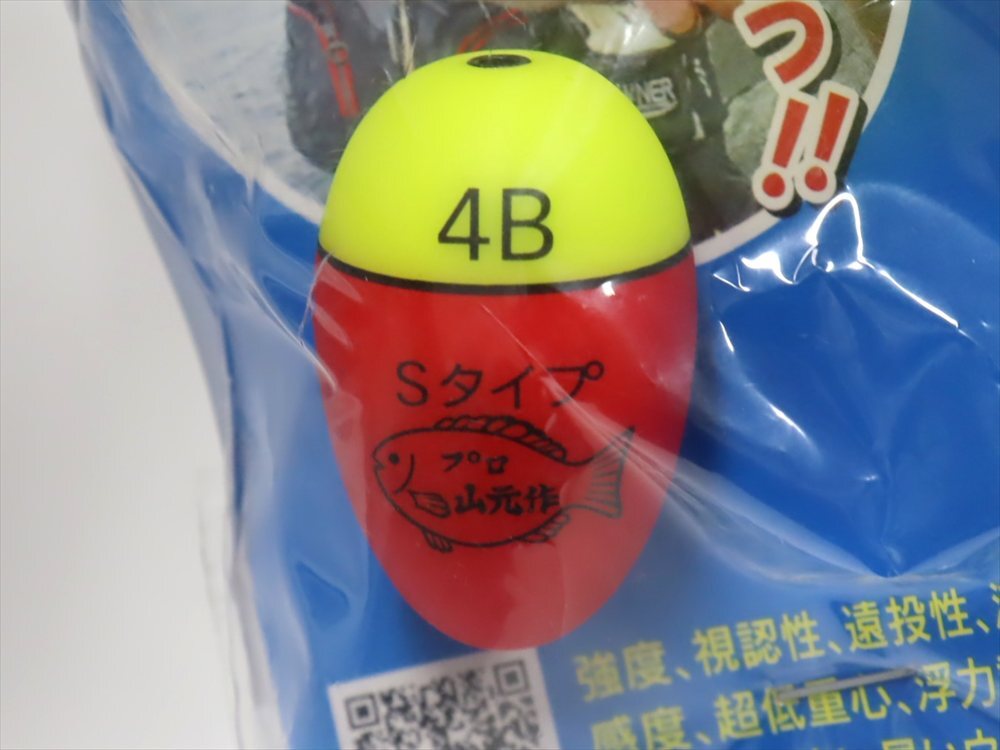 っ!!
4B
Sタイプ
プロ
山元作
強度、視認性、遠投性、
感度、超低重心、浮力